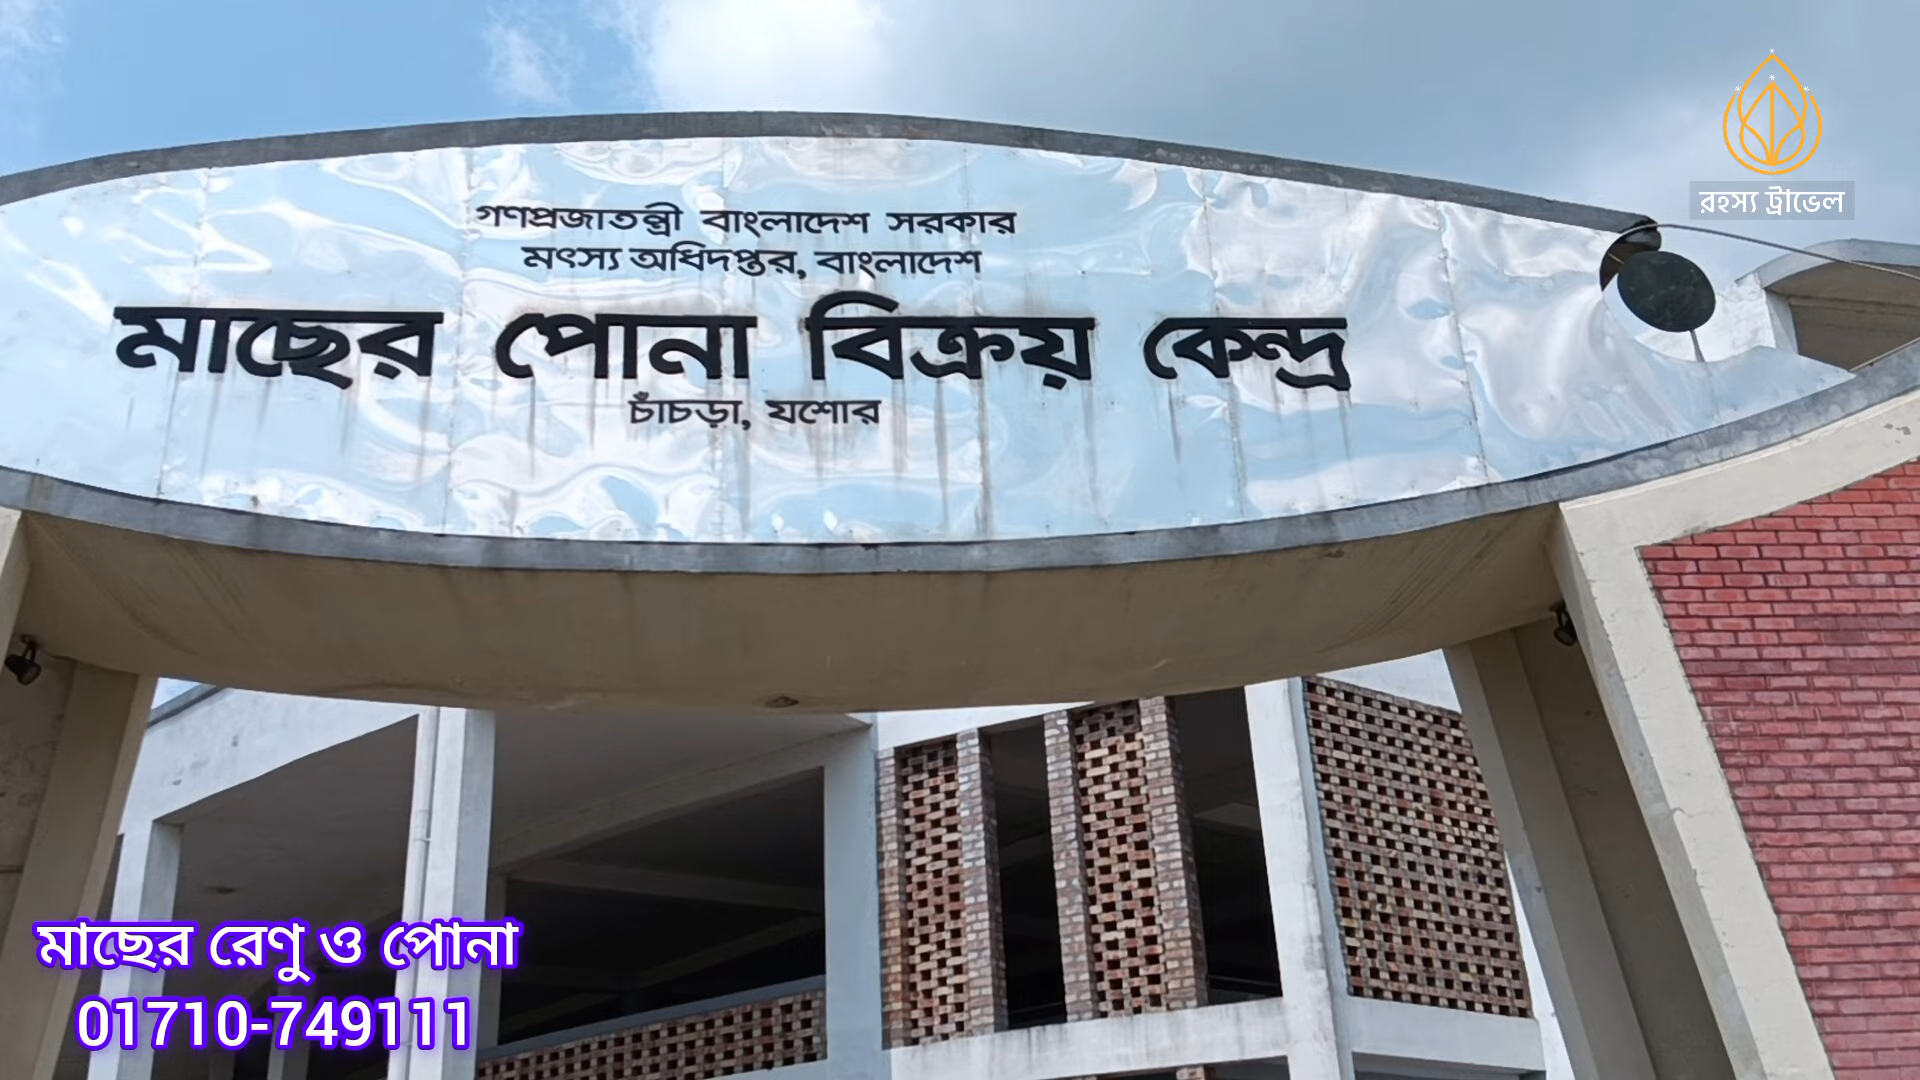 রহস্য ট্রাভেল
গণপ্রজাতন্ত্রী বাংলাদেশ সরকার
মৎস্য অধিদপ্তর, বাংলাদেশ
মাছের পোনা বিক্রয় কেন্দ্র
চাঁচড়া, যশোর
মাছের রেণু ও পোনা
01710-749111